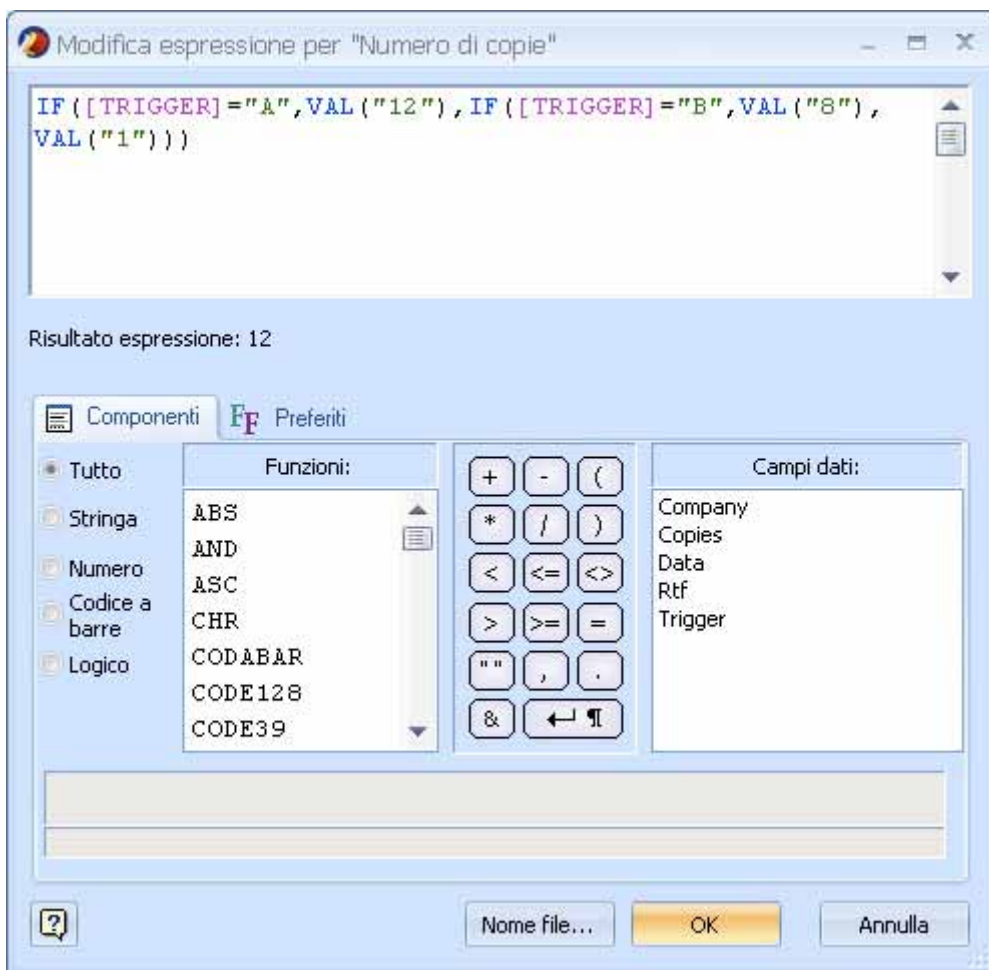 Modifica espressione per "Numero di copie"
IF([TRIGGER]="A",VAL("12"),IF([TRIGGER]="B",VAL("8"),
VAL("1")))
Risultato espressione: 12
Componenti
FF Preferiti
Tutto
Stringa
Numero
Codice a
barre
Logico
Funzioni:
ABS
AND
ASC
CHR
CODABAR
CODE128
CODE39
+ - (
* / )
< <= <>
> >= =
" " , .
& ↵ ¶
Campi dati:
Company
Copies
Data
Rtf
Trigger
?
Nome file...
OK
Annulla